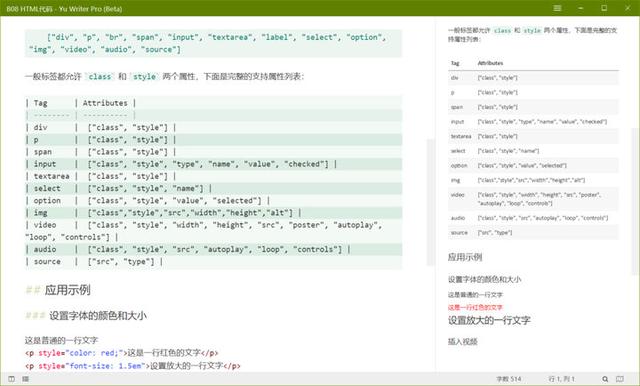 B08 HTML代码 - Yu Writer Pro (Beta)
["div", "p", "br", "span", "input", "textarea", "label", "select", "option",
"img", "video", "audio", "source"]
一般标签都允许 `class` 和 `style` 两个属性，下面是完整的支持属性列表：
| Tag | Attributes |
| -------- | ---------- |
| div | ["class", "style"] |
| p | ["class", "style"] |
| span | ["class", "style"] |
| input | ["class", "style", "type", "name", "value", "checked"] |
| textarea | ["class", "style"] |
| select | ["class", "style", "name"] |
| option | ["class", "style", "value", "selected"] |
| img | ["class", "style","src","width","height","alt"] |
| video | ["class", "style", "width", "height", "src", "poster", "autoplay",
"loop", "controls"] |
| audio | ["class", "style", "src", "autoplay", "loop", "controls"] |
| source | ["src", "type"] |
## 应用示例
### 设置字体的颜色和大小
这是普通的一行文字
<p style="color: red;">这是一行红色的文字</p>
<p style="font-size: 1.5em">设置放大的一行文字</p>
一般标签都允许 class 和 style 两个属性，下面是完整的支
持属性列表：
Tag Attributes
div ["class", "style"]
p ["class", "style"]
span ["class", "style"]
input ["class", "style", "type", "name", "value", "checked"]
textarea ["class", "style"]
select ["class", "style", "name"]
option ["class", "style", "value", "selected"]
img ["class", "style","src","width","height","alt"]
video ["class", "style", "width", "height", "src", "poster",
"autoplay", "loop", "controls"]
audio ["class", "style", "src", "autoplay", "loop", "controls"]
source ["src", "type"]
应用示例
设置字体的颜色和大小
这是普通的一行文字
这是一行红色的文字
设置放大的一行文字
插入视频
字数 514
行 1, 列 1